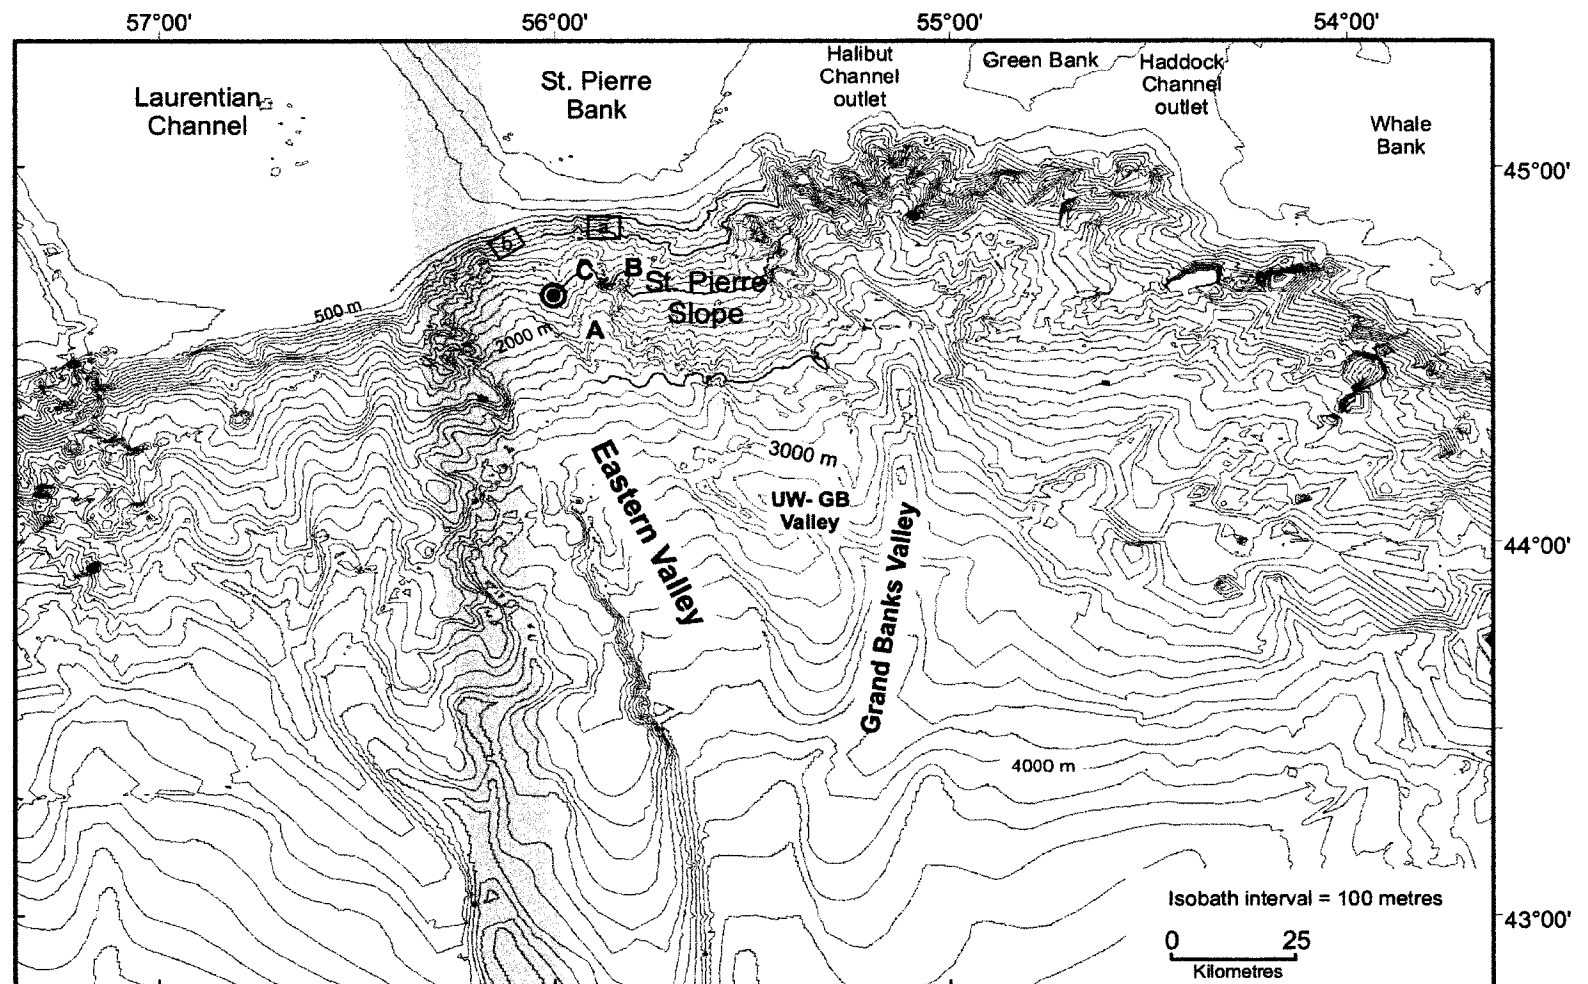 57°00'
56°00'
55°00'
54°00'
Laurentian
Channel
St. Pierre
Bank
Halibut
Channel
outlet
Green Bank
Haddock
Channel
outlet
Whale
Bank
45°00'
a
b
C
B
St. Pierre
Slope
500 m
2000 m
A
3000 m
Eastern Valley
UW- GB
Valley
Grand Banks Valley
44°00'
4000 m
Isobath interval = 100 metres
43°00'
0 25
Kilometres